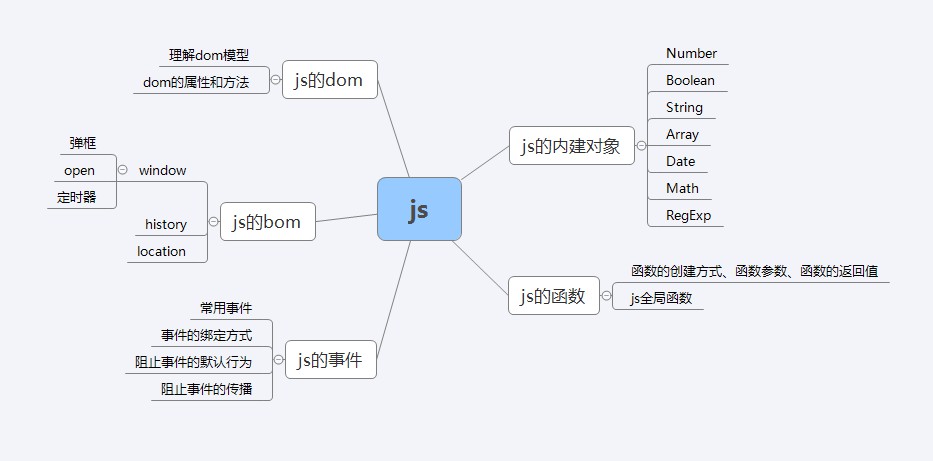 js
js的内建对象
Number
Boolean
String
Array
Date
Math
RegExp
js的函数
函数的创建方式、函数参数、函数的返回值
js全局函数
js的事件
常用事件
事件的绑定方式
阻止事件的默认行为
阻止事件的传播
js的bom
window
弹框
open
定时器
history
location
js的dom
理解dom模型
dom的属性和方法